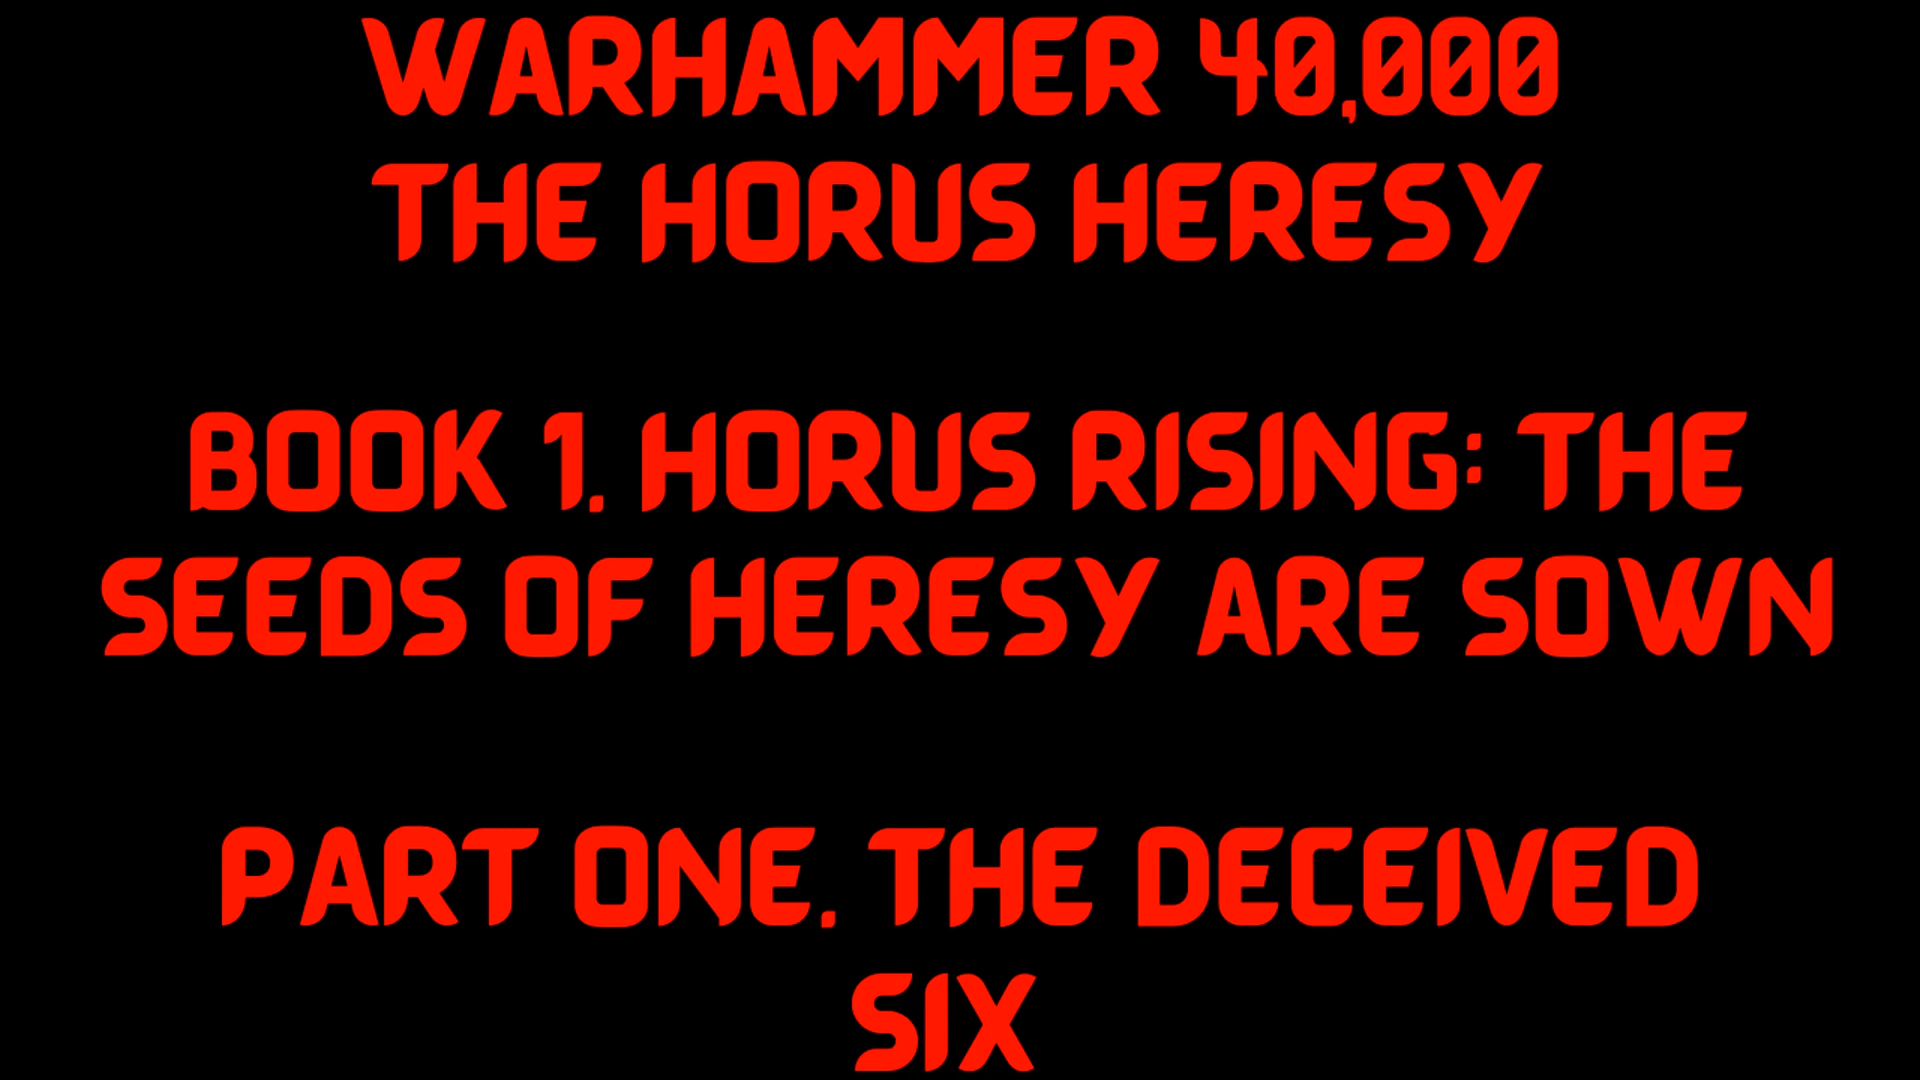 WARHAMMER 40,000
THE HORUS HERESY
BOOK 1. HORUS RISING: THE
SEEDS OF HERESY ARE SOWN
PART ONE. THE DECEIVED
SIX